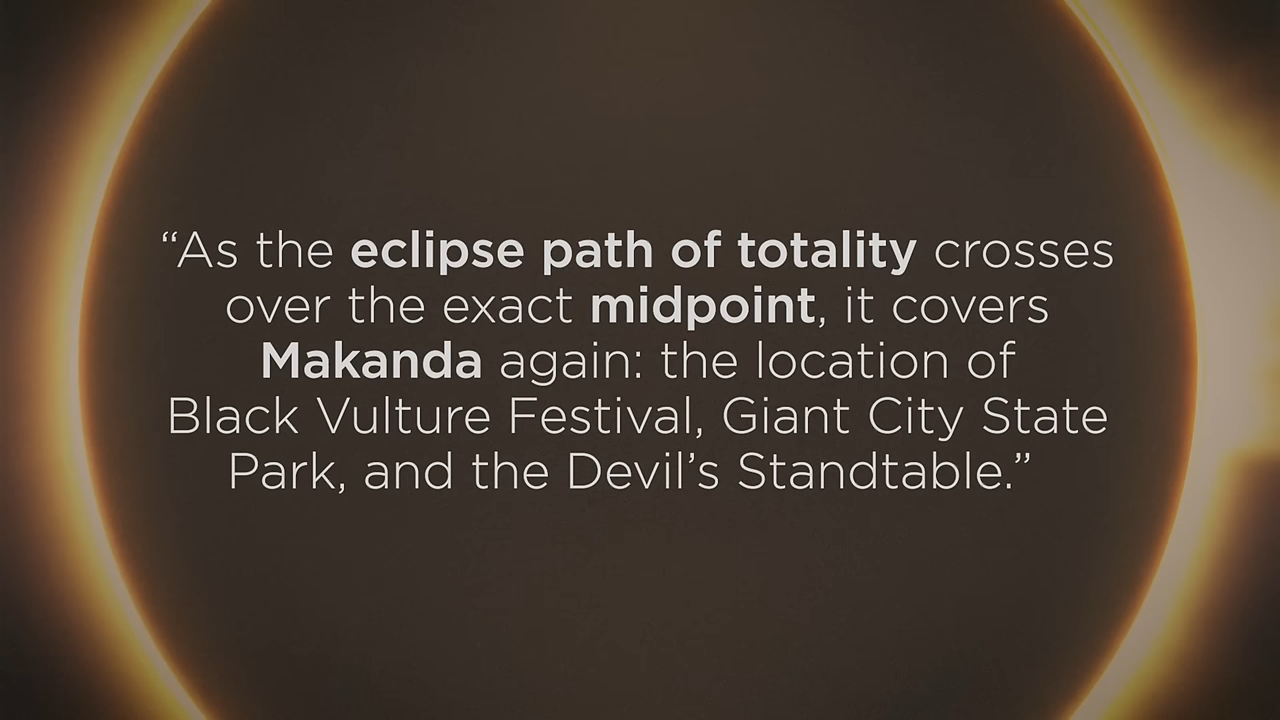 “As the eclipse path of totality crosses
over the exact midpoint, it covers
Makanda again: the location of
Black Vulture Festival, Giant City State
Park, and the Devil’s Standtable.”